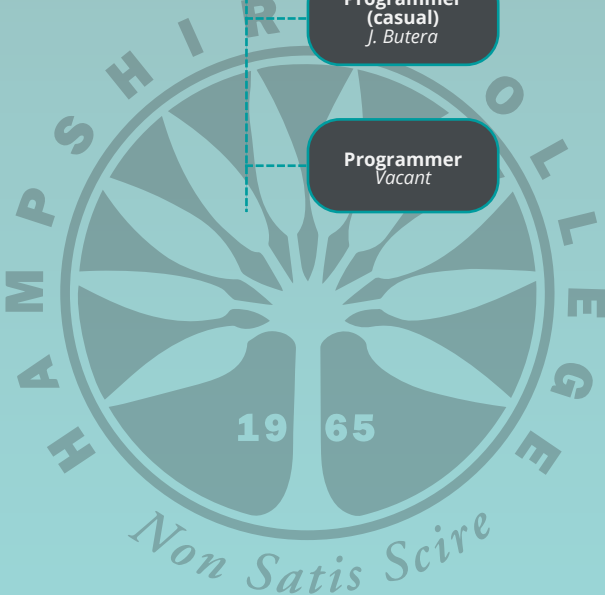 Programmer
(casual)
J. Butera
Programmer
Vacant
HAMPSHIRE COLLEGE
19 65
Non Satis Scire